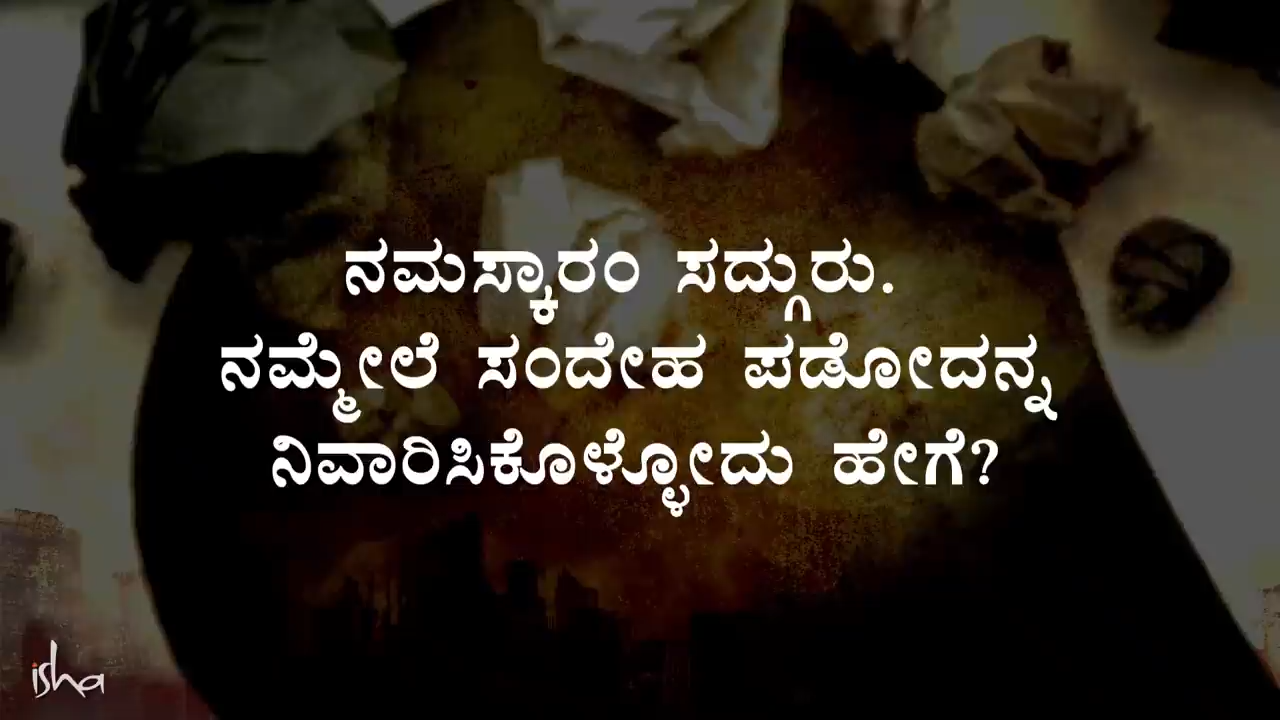 ನಮಸ್ಕಾರಂ ಸದ್ಗುರು.
ನಮ್ಮೇಲೆ ಸಂದೇಹ ಪಡೋದನ್ನ
ನಿವಾರಿಸಿಕೊಳ್ಳೋದು ಹೇಗೆ?
isha